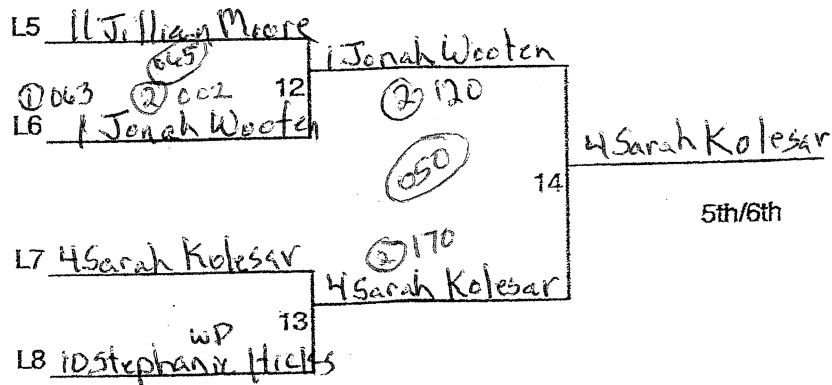 L5 11 Jillian Moore
045
1 Jonah Wooten
① 063 ② 002 12
② 120
L6 1 Jonah Wooten
050
4 Sarah Kolesar
14
5th/6th
L7 4 Sarah Kolesar
② 170
4 Sarah Kolesar
WP 13
L8 10 Stephanie Hicks